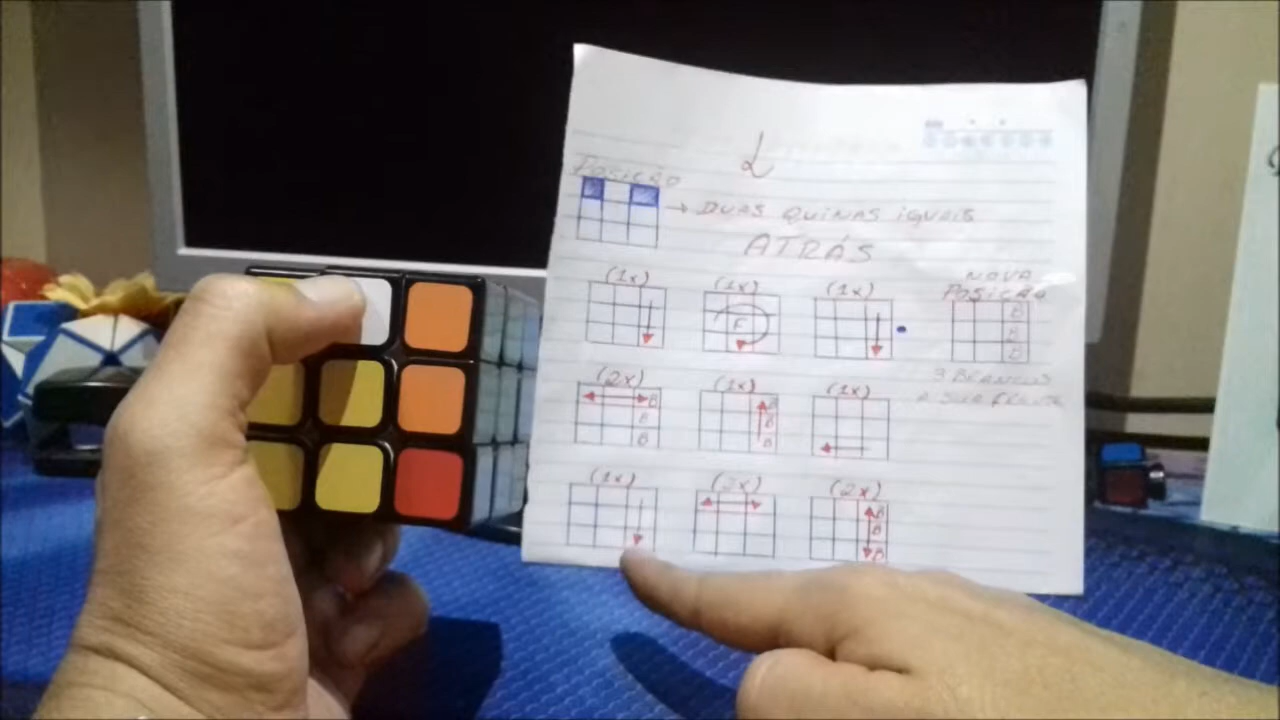 L
POSIÇÃO
→ DUAS QUINAS IGUAIS
ATRÁS
NOVA
POSIÇÃO
(1x) (1x) (1x)
F
B
B
B
3 BRANCOS
A SUA FRENTE
(2x) (1x) (1x)
B B
B B
B B
(1x) (2x) (2x)
B
B
B